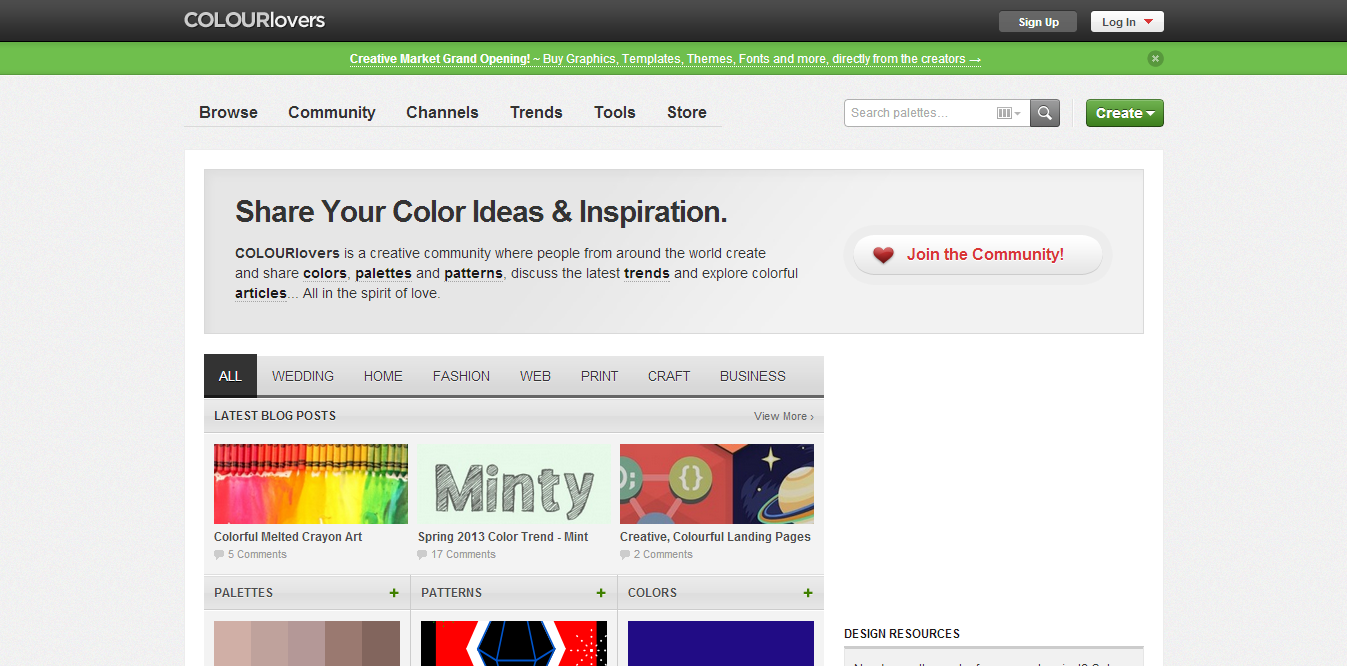 COLOURlovers
Sign Up
Log In
Creative Market Grand Opening! ~ Buy Graphics, Templates, Themes, Fonts and more, directly from the creators →
Browse
Community
Channels
Trends
Tools
Store
Search palettes...
Create
Share Your Color Ideas & Inspiration.
COLOURlovers is a creative community where people from around the world create
and share colors, palettes and patterns, discuss the latest trends and explore colorful
articles... All in the spirit of love.
Join the Community!
ALL
WEDDING
HOME
FASHION
WEB
PRINT
CRAFT
BUSINESS
LATEST BLOG POSTS
View More ›
Minty
};
{}
Colorful Melted Crayon Art
5 Comments
Spring 2013 Color Trend - Mint
17 Comments
Creative, Colourful Landing Pages
2 Comments
PALETTES +
PATTERNS +
COLORS +
DESIGN RESOURCES